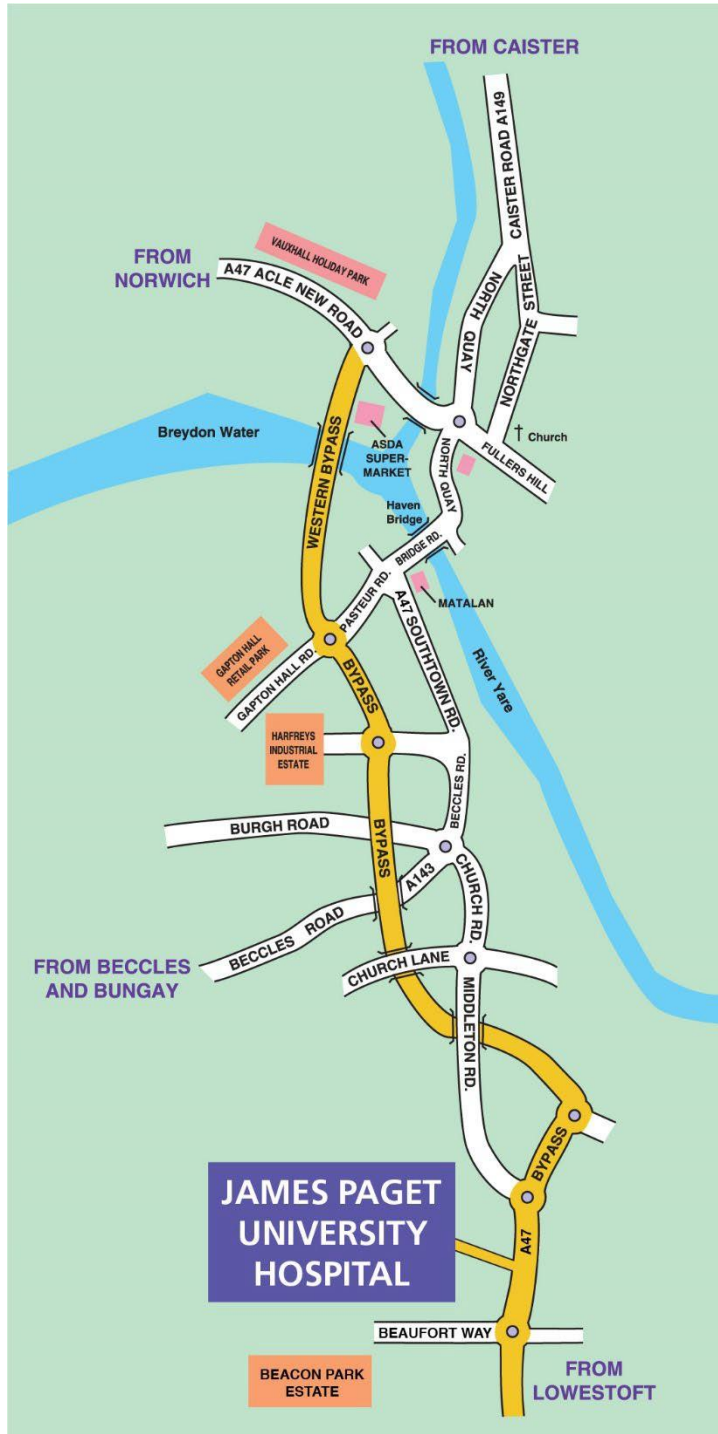 FROM CAISTER
CAISTER ROAD A149
FROM
NORWICH
VAUXHALL HOLIDAY PARK
A47 ACLE NEW ROAD
NORTH
QUAY
NORTHGATE STREET
Breydon Water
ASDA
SUPER-
MARKET
Church
FULLERS HILL
NORTH QUAY
WESTERN BYPASS
Haven
Bridge
BRIDGE RD.
PASTEUR RD.
MATALAN
A47 SOUTHTOWN RD.
GAPTON HALL
RETAIL PARK
GAPTON HALL RD.
BYPASS
River Yare
HARFREYS
INDUSTRIAL
ESTATE
BECCLES RD.
BURGH ROAD
BYPASS
A143
CHURCH RD.
BECCLES ROAD
FROM BECCLES
AND BUNGAY
CHURCH LANE
MIDDLETON RD.
BYPASS
JAMES PAGET
UNIVERSITY
HOSPITAL
A47
BEAUFORT WAY
BEACON PARK
ESTATE
FROM
LOWESTOFT